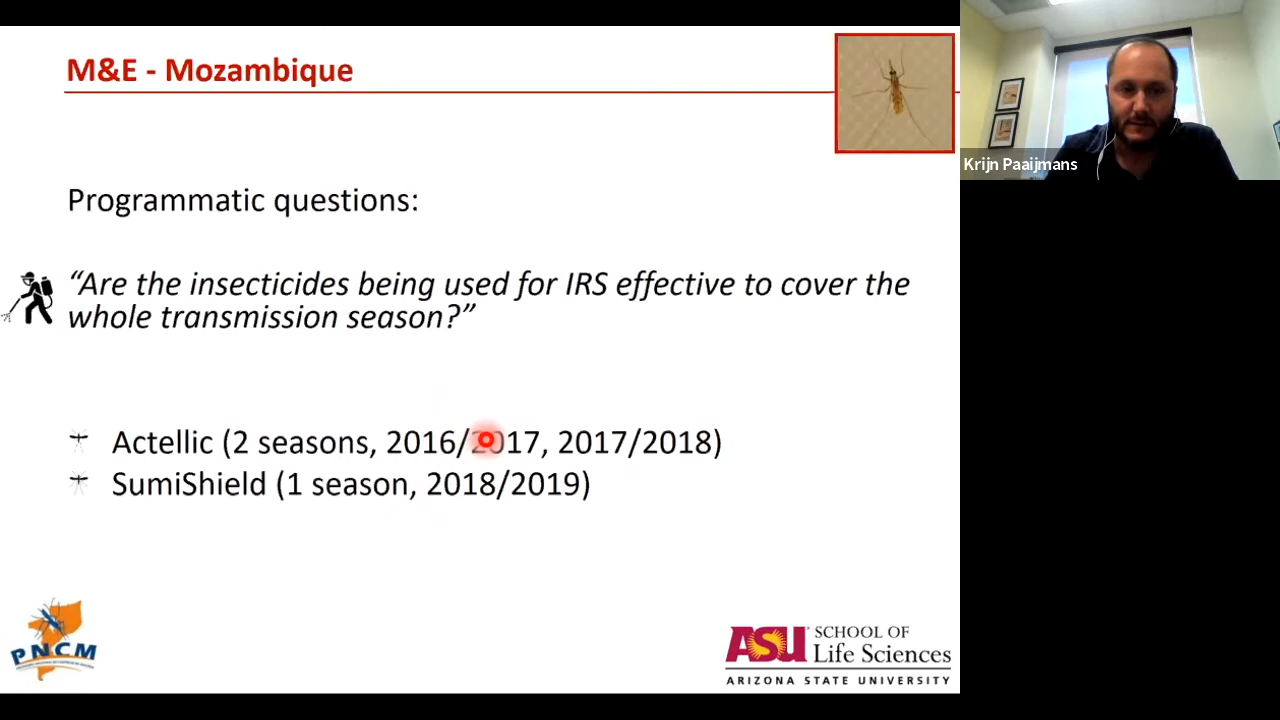 M&E - Mozambique
Krijn Paaijmans
Programmatic questions:
“Are the insecticides being used for IRS effective to cover the
whole transmission season?”
Actellic (2 seasons, 2016/2017, 2017/2018)
SumiShield (1 season, 2018/2019)
PNCM
ASU SCHOOL OF
Life Sciences
ARIZONA STATE UNIVERSITY